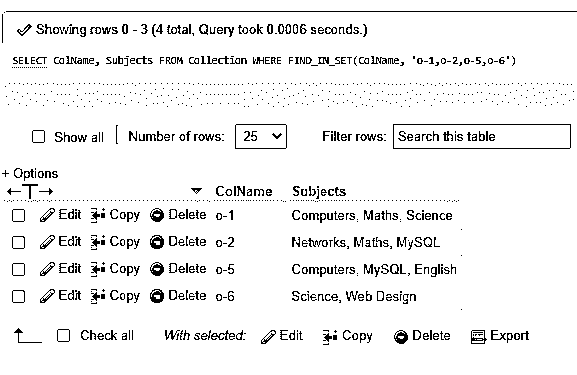 Showing rows 0 - 3 (4 total, Query took 0.0006 seconds.)
SELECT ColName, Subjects FROM Collection WHERE FIND_IN_SET(ColName, 'o-1,o-2,o-5,o-6')
Show all Number of rows: 25 Filter rows: Search this table
+ Options
←T→ ColName Subjects
Edit Copy Delete o-1 Computers, Maths, Science
Edit Copy Delete o-2 Networks, Maths, MySQL
Edit Copy Delete o-5 Computers, MySQL, English
Edit Copy Delete o-6 Science, Web Design
Check all With selected: Edit Copy Delete Export